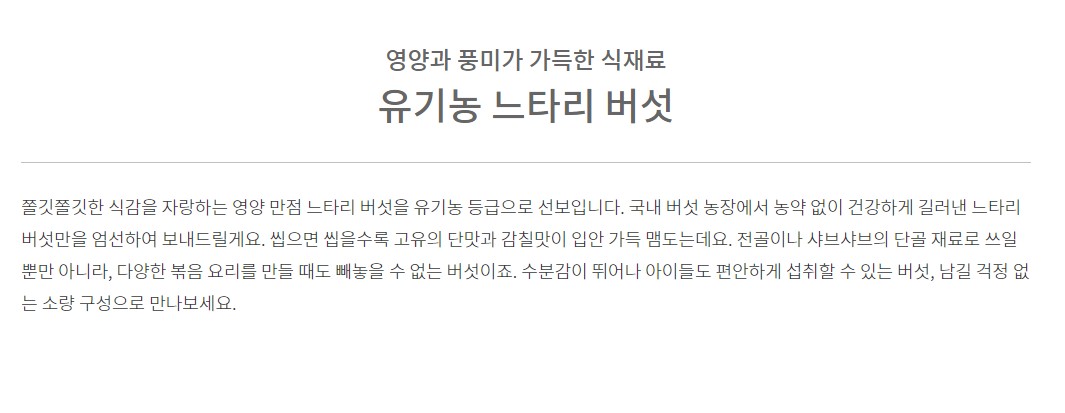 영양과 풍미가 가득한 식재료
유기농 느타리 버섯
쫄깃쫄깃한 식감을 자랑하는 영양 만점 느타리 버섯을 유기농 등급으로 선보입니다. 국내 버섯 농장에서 농약 없이 건강하게 길러낸 느타리
버섯만을 엄선하여 보내드릴게요. 씹으면 씹을수록 고유의 단맛과 감칠맛이 입안 가득 맴도는데요. 전골이나 샤브샤브의 단골 재료로 쓰일
뿐만 아니라, 다양한 볶음 요리를 만들 때도 빼놓을 수 없는 버섯이죠. 수분감이 뛰어나 아이들도 편안하게 섭취할 수 있는 버섯, 남길 걱정 없
는 소량 구성으로 만나보세요.